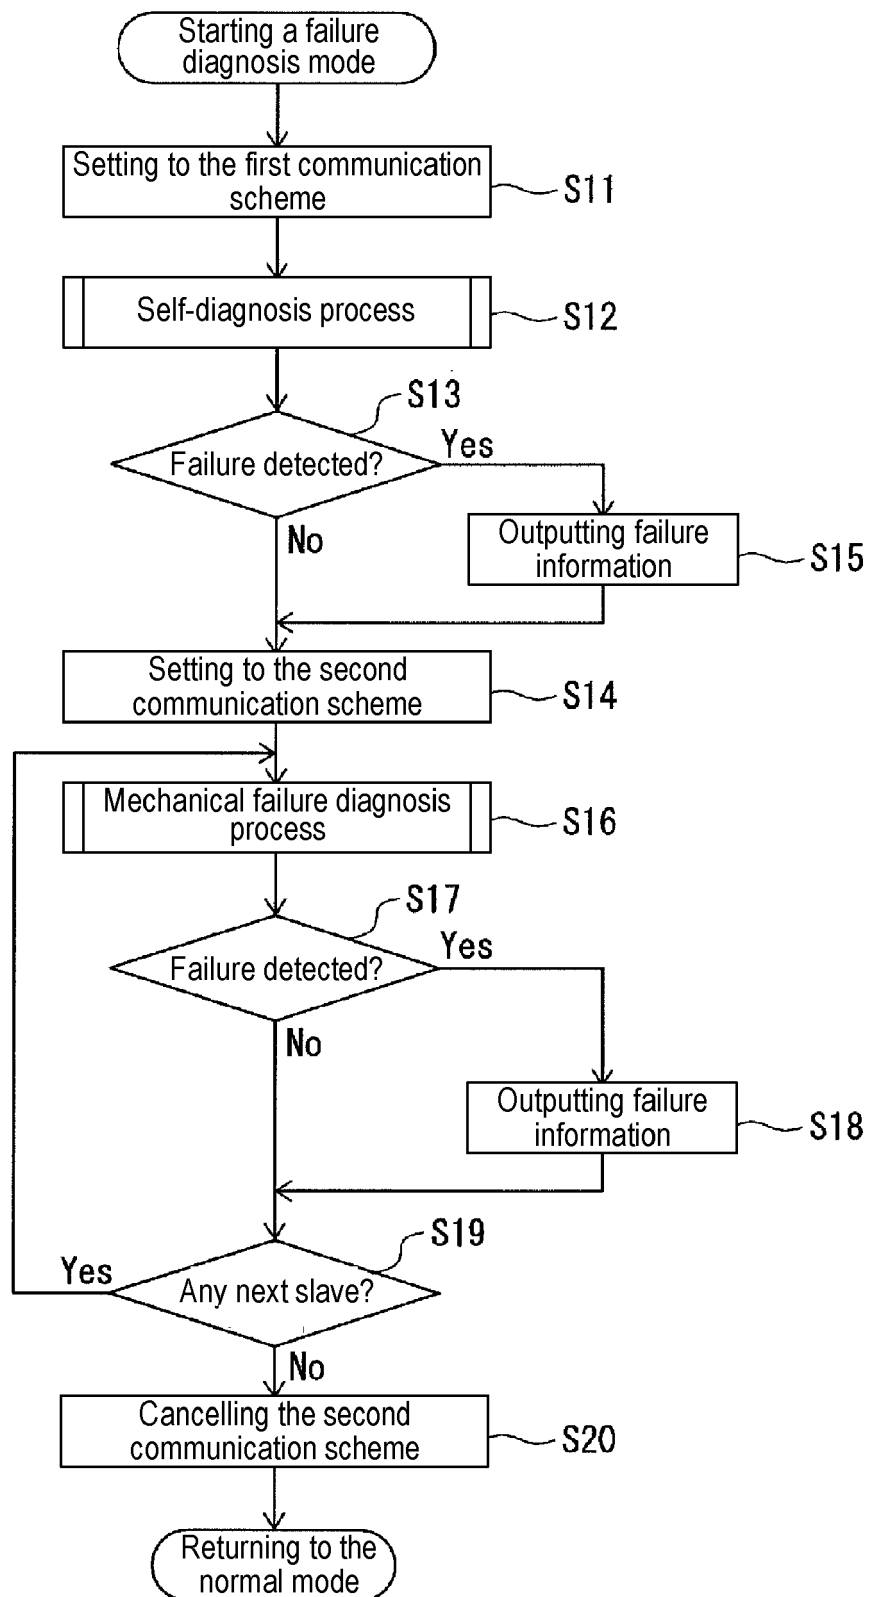 Starting a failure
diagnosis mode
Setting to the first communication
scheme
S11
Self-diagnosis process
S12
S13
Failure detected?
Yes
No
Outputting failure
information
S15
Setting to the second
communication scheme
S14
Mechanical failure diagnosis
process
S16
S17
Failure detected?
Yes
No
Outputting failure
information
S18
S19
Any next slave?
Yes
No
Cancelling the second
communication scheme
S20
Returning to the
normal mode